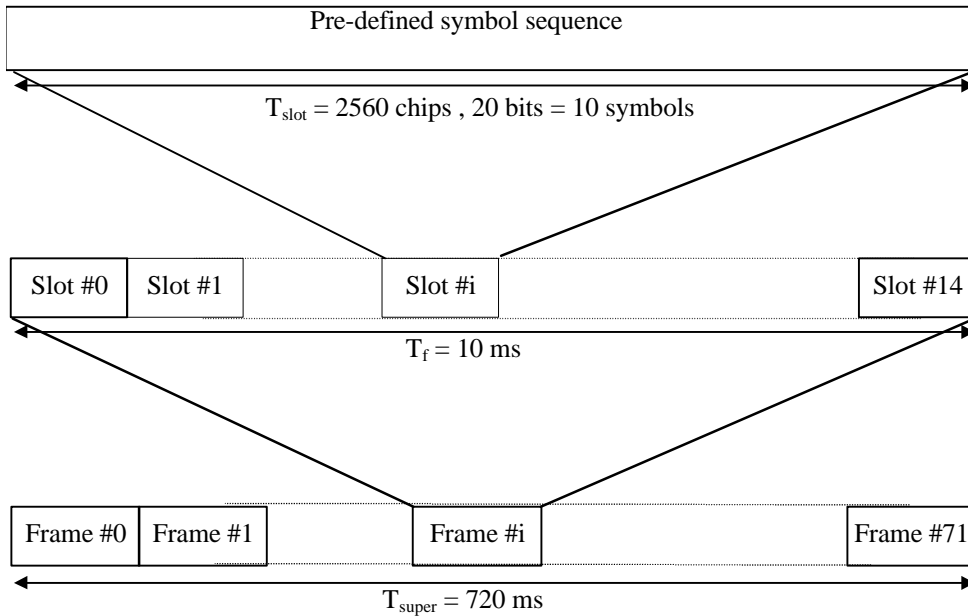 Pre-defined symbol sequence
T_slot = 2560 chips , 20 bits = 10 symbols
Slot #0 Slot #1 Slot #i Slot #14
T_f = 10 ms
Frame #0 Frame #1 Frame #i Frame #71
T_super = 720 ms